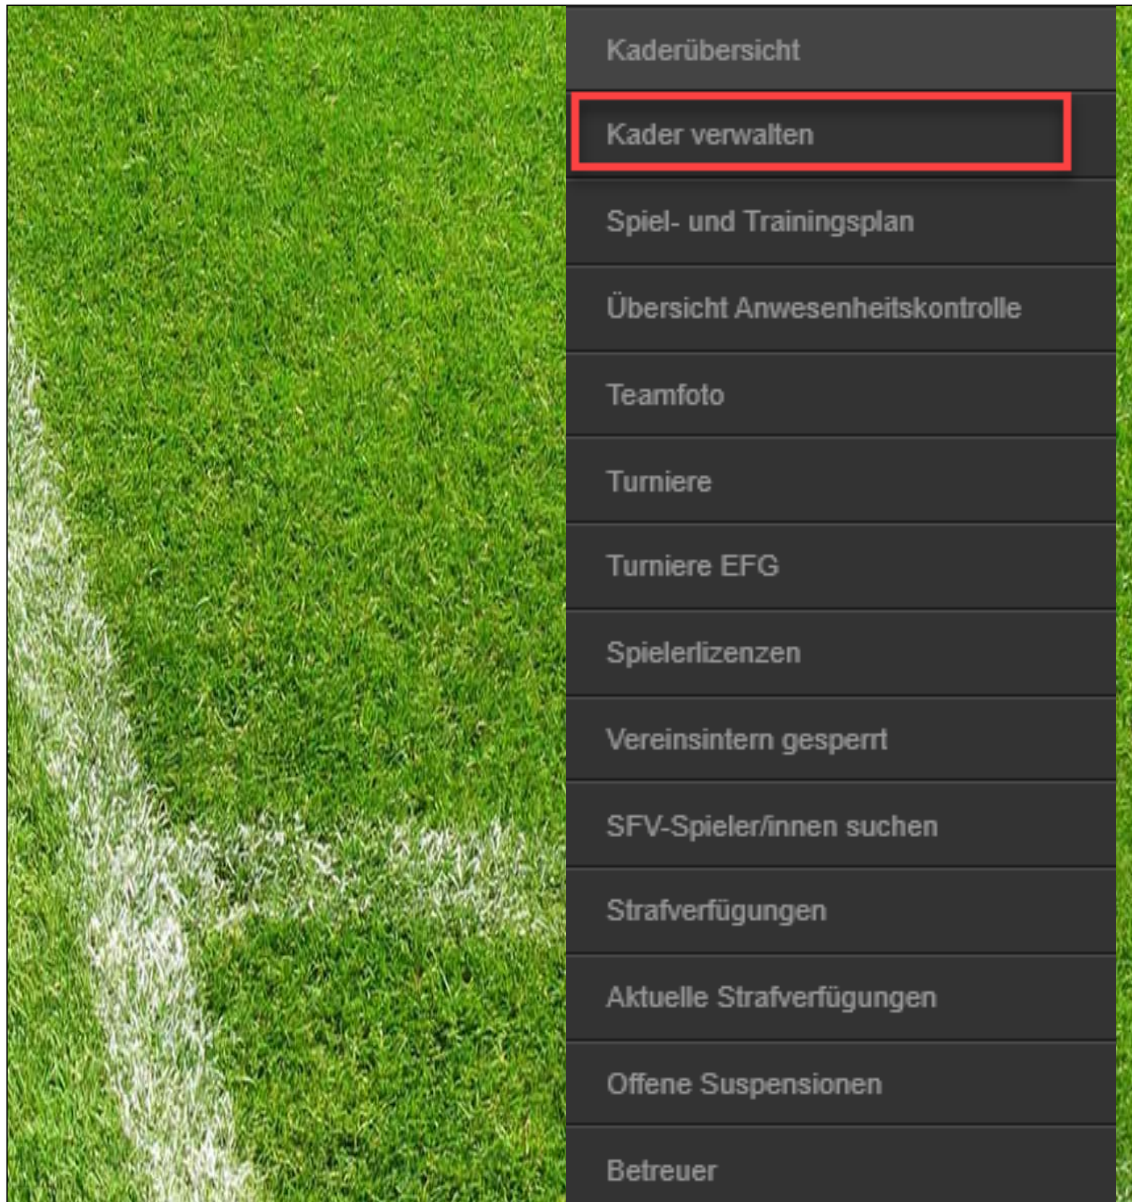 Kaderübersicht
Kader verwalten
Spiel- und Trainingsplan
Übersicht Anwesenheitskontrolle
Teamfoto
Turniere
Turniere EFG
Spielerlizenzen
Vereinsintern gesperrt
SFV-Spieler/innen suchen
Strafverfügungen
Aktuelle Strafverfügungen
Offene Suspensionen
Betreuer